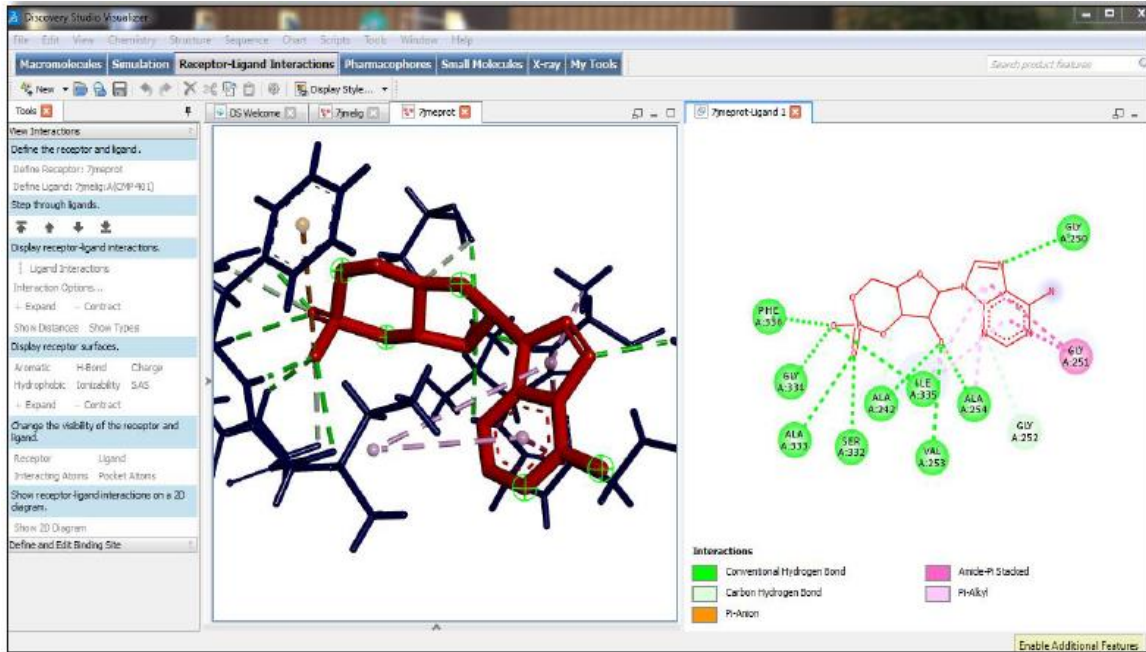 Discovery Studio Visualizer
File Edit View Chemistry Structure Sequence Chart Scripts Tools Window Help
Macromolecules Simulation Receptor-Ligand Interactions Pharmacophores Small Molecules X-ray My Tools
Search product features
New Display Style...
Tools
DS Welcome 7jmelig 7jmeprot
7jmeprot-Ligand 1
View Interactions
Define the receptor and ligand.
Define Receptor: 7jmeprot
Define Ligand: 7jmelig:A(CMP401)
Step through ligands.
Display receptor-ligand interactions.
Ligand Interactions
Interaction Options...
+ Expand - Contract
Show Distances Show Types
Display receptor surfaces.
Aromatic H-Bond Charge
Hydrophobic Ionizability SAS
+ Expand - Contract
Change the visibility of the receptor and
ligand.
Receptor Ligand
Interacting Atoms Pocket Atoms
Show receptor-ligand interactions on a 2D
diagram.
Show 2D Diagram
Define and Edit Binding Site
GLY
A:250
PHE
A:336
GLY
A:251
GLY
A:331
ALA
A:242
ILE
A:335
ALA
A:254
GLY
A:252
ALA
A:333
SER
A:332
VAL
A:253
Interactions
Conventional Hydrogen Bond
Carbon Hydrogen Bond
Pi-Anion
Amide-Pi Stacked
Pi-Alkyl
Enable Additional Features